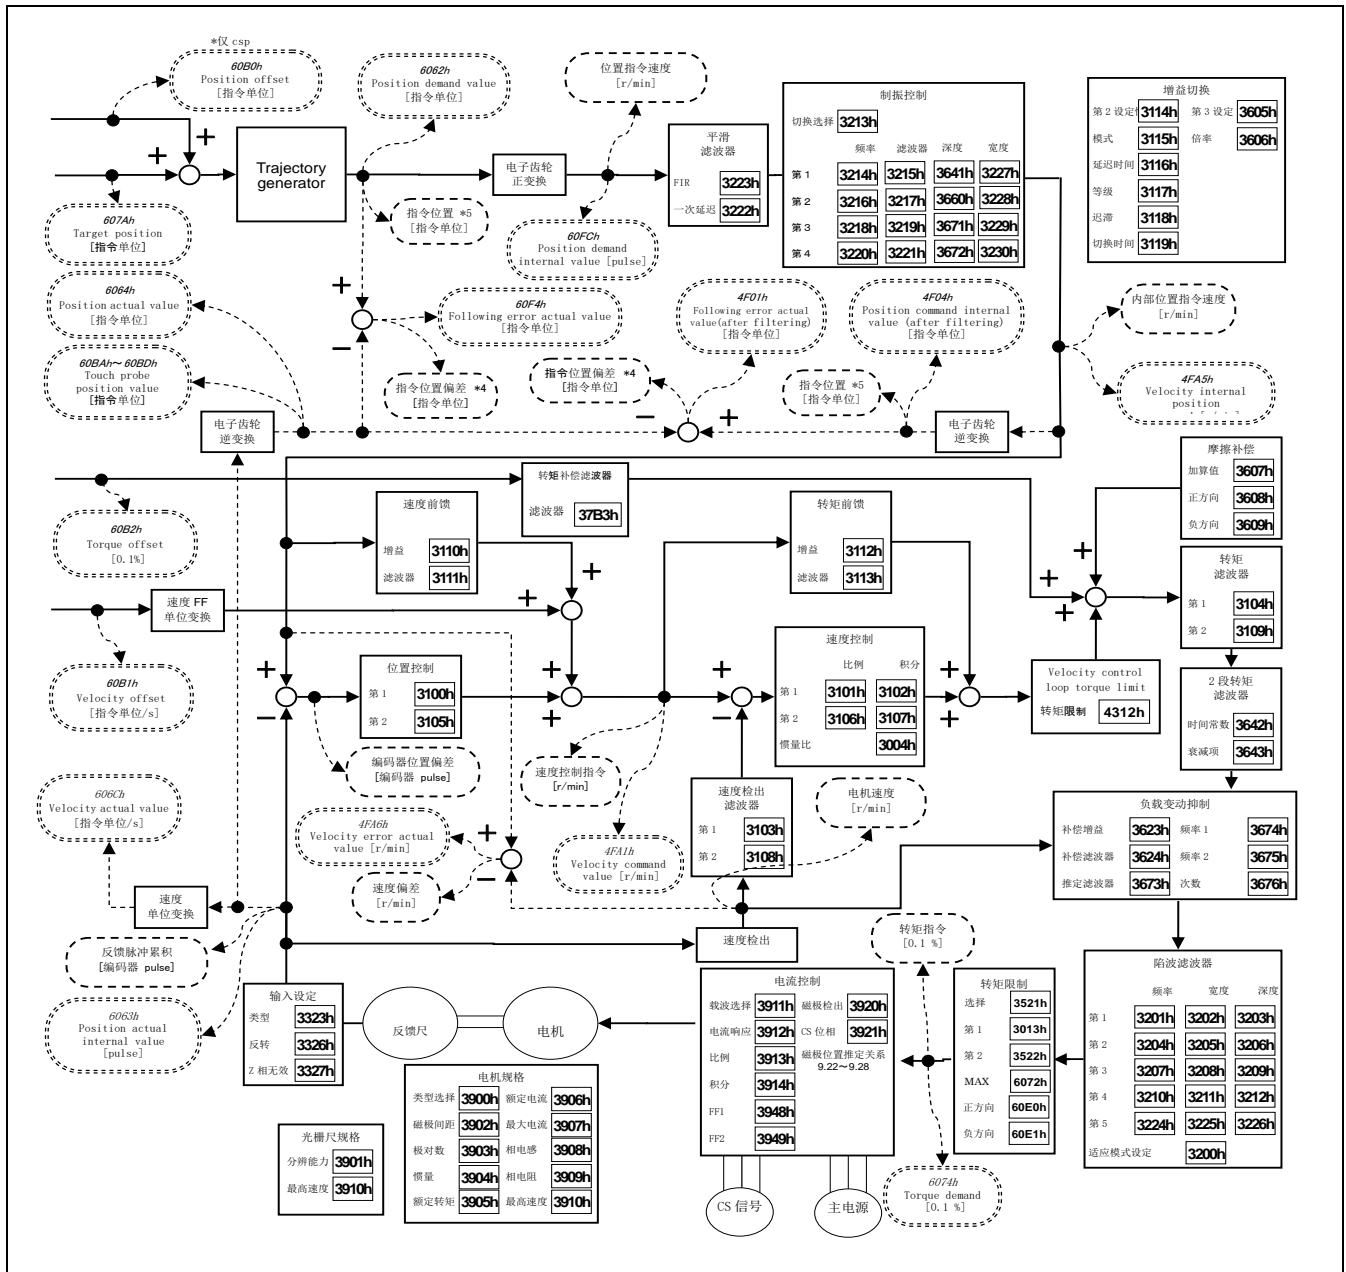 *仅 csp
60B0h
Position offset
[指令单位]
6062h
Position demand value
[指令单位]
位置指令速度
[r/min]
Trajectory
generator
电子齿轮
正变换
平滑
滤波器
FIR 3223h
一次延迟 3222h
制振控制
切换选择 3213h
频率 滤波器 深度 宽度
第 1 3214h 3215h 3641h 3227h
第 2 3216h 3217h 3660h 3228h
第 3 3218h 3219h 3671h 3229h
第 4 3220h 3221h 3672h 3230h
增益切换
第 2 设定 3114h 第 3 设定 3605h
模式 3115h 倍率 3606h
延迟时间 3116h
等级 3117h
迟滞 3118h
切换时间 3119h
607Ah
Target position
[指令单位]
指令位置 *5
[指令单位]
60FCh
Position demand
internal value [pulse]
6064h
Position actual value
[指令单位]
60F4h
Following error actual value
[指令单位]
4F01h
Following error actual
value(after filtering)
[指令单位]
4F04h
Position command internal
value (after filtering)
[指令单位]
内部位置指令速度
[r/min]
60BAh～60BDh
Touch probe
position value
[指令单位]
指令位置偏差 *4
[指令单位]
指令位置偏差 *4
[指令单位]
指令位置 *5
[指令单位]
4FA5h
Velocity internal
position
电子齿轮
逆变换
电子齿轮
逆变换
摩擦补偿
加算值 3607h
正方向 3608h
负方向 3609h
转矩补偿滤波器
滤波器 37B3h
速度前馈
增益 3110h
滤波器 3111h
转矩前馈
增益 3112h
滤波器 3113h
60B2h
Torque offset
[0.1%]
转矩
滤波器
第 1 3104h
第 2 3109h
速度 FF
单位变换
位置控制
第 1 3100h
第 2 3105h
速度控制
比例 积分
第 1 3101h 3102h
第 2 3106h 3107h
惯量比 3004h
Velocity control
loop torque limit
转矩限制 4312h
2 段转矩
滤波器
时间常数 3642h
衰减项 3643h
60B1h
Velocity offset
[指令单位/s]
编码器位置偏差
[编码器 pulse]
速度控制指令
[r/min]
速度检出
滤波器
第 1 3103h
第 2 3108h
电机速度
[r/min]
606Ch
Velocity actual value
[指令单位/s]
4FA6h
Velocity error actual
value [r/min]
4FA1h
Velocity command
value [r/min]
负载变动抑制
补偿增益 3623h 频率 1 3674h
补偿滤波器 3624h 频率 2 3675h
推定滤波器 3673h 次数 3676h
速度偏差
[r/min]
速度
单位变换
速度检出
转矩指令
[0.1 %]
反馈脉冲累积
[编码器 pulse]
6063h
Position actual
internal value
[pulse]
输入设定
类型 3323h
反转 3326h
Z 相无效 3327h
反馈尺
电机
电流控制
载波选择 3911h 磁极检出 3920h
电流响应 3912h CS 位相 3921h
比例 3913h 磁极位置推定关系
9.22～9.28
积分 3914h
FF1 3948h
FF2 3949h
转矩限制
选择 3521h
第 1 3013h
第 2 3522h
MAX 6072h
正方向 60E0h
负方向 60E1h
陷波滤波器
频率 宽度 深度
第 1 3201h 3202h 3203h
第 2 3204h 3205h 3206h
第 3 3207h 3208h 3209h
第 4 3210h 3211h 3212h
第 5 3224h 3225h 3226h
适应模式设定 3200h
电机规格
类型选择 3900h 额定电流 3906h
磁极间距 3902h 最大电流 3907h
极对数 3903h 相电感 3908h
惯量 3904h 相电阻 3909h
额定转矩 3905h 最高速度 3910h
光栅尺规格
分辨能力 3901h
最高速度 3910h
CS 信号
主电源
6074h
Torque demand
[0.1 %]